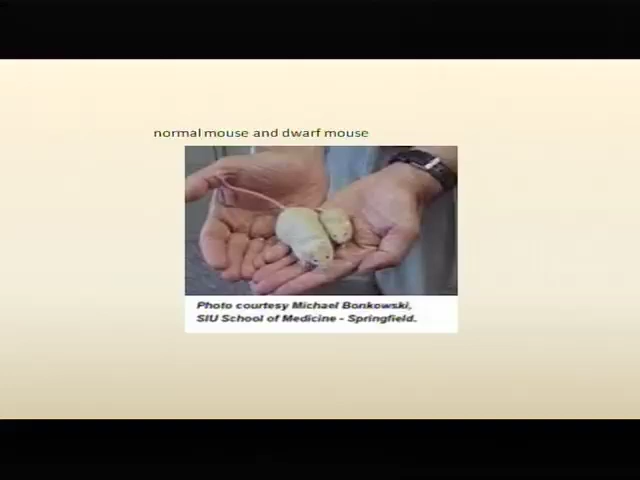 normal mouse and dwarf mouse
Photo courtesy Michael Bonkowski,
SIU School of Medicine - Springfield.